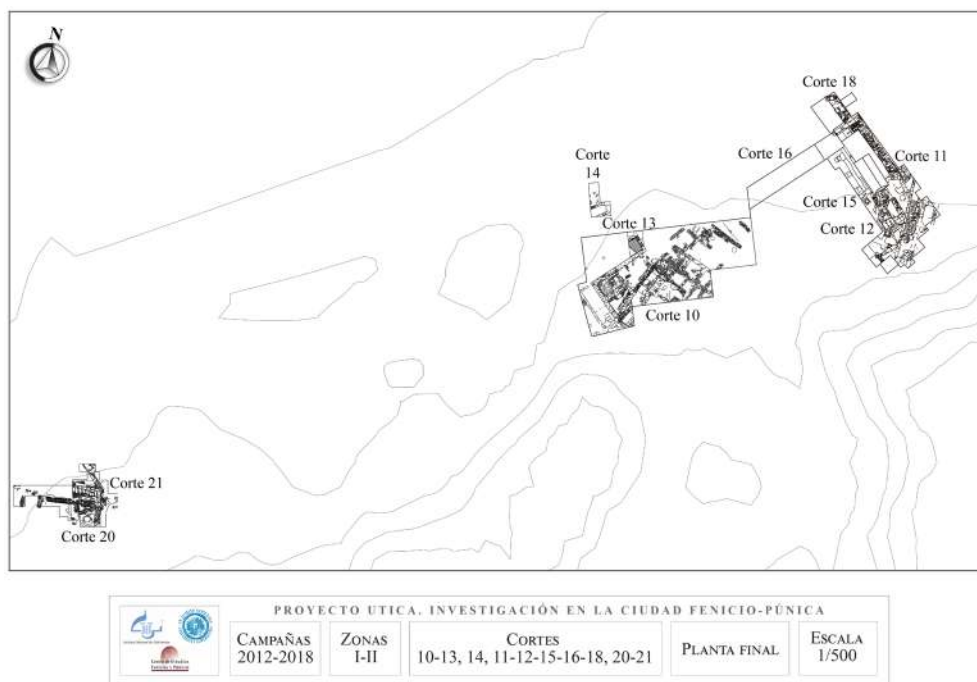 N
Corte 18
Corte 16
Corte 11
Corte
14
Corte 15
Corte 13
Corte 12
Corte 10
Corte 21
Corte 20
PROYECTO UTICA. INVESTIGACIÓN EN LA CIUDAD FENICIO-PÚNICA
CAMPAÑAS
2012-2018
ZONAS
I-II
CORTES
10-13, 14, 11-12-15-16-18, 20-21
PLANTA FINAL
ESCALA
1/500